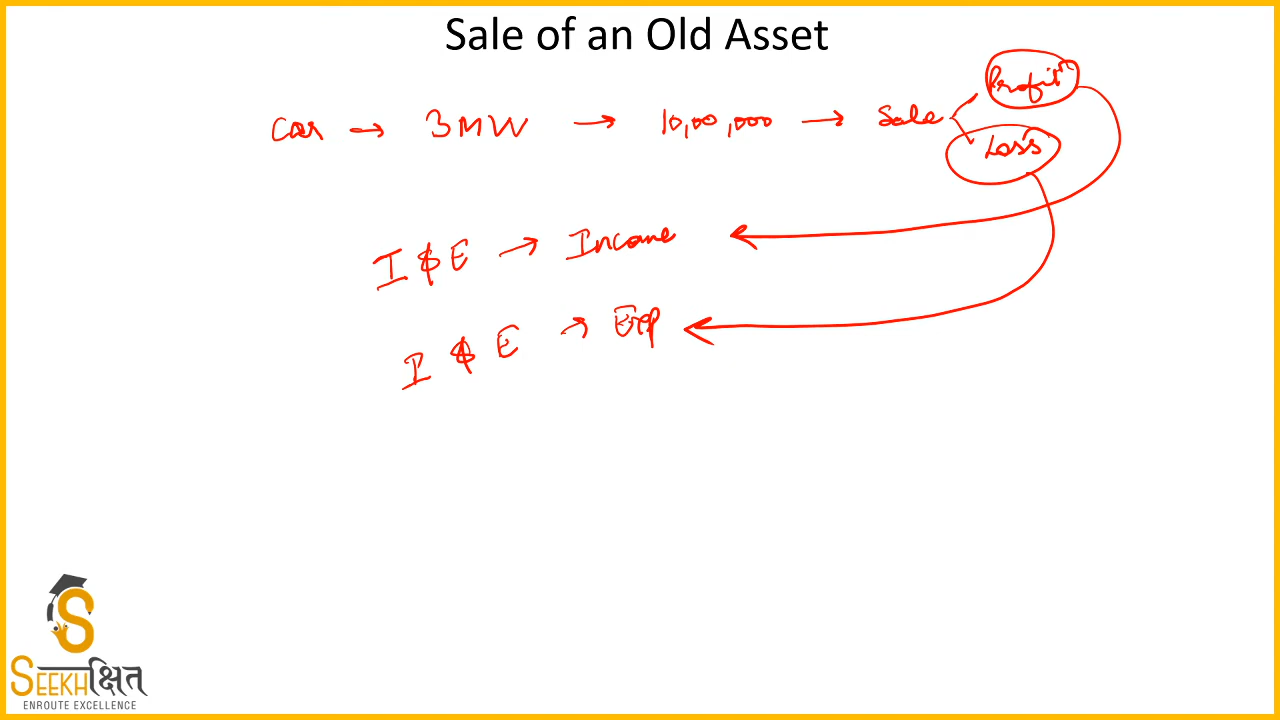 Sale of an Old Asset
Car → BMW → 10,00,000 → Sale
Profit
Loss
I & E → Income
I & E → Exp
SEEKHक्षित
ENROUTE EXCELLENCE